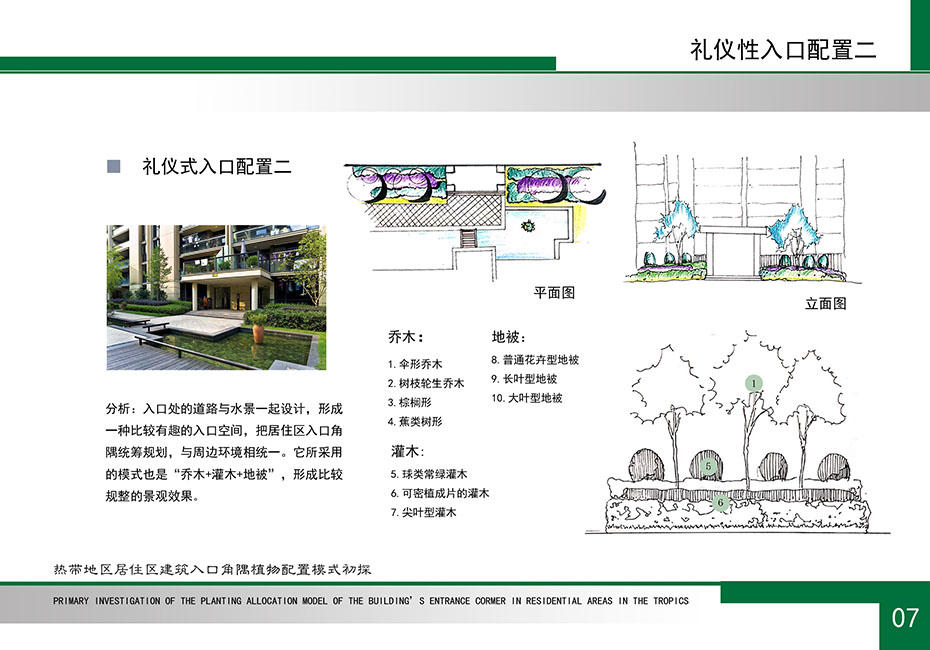 礼仪性入口配置二
礼仪式入口配置二
平面图
立面图
分析：入口处的道路与水景一起设计，形成
一种比较有趣的入口空间，把居住区入口角
隅统筹规划，与周边环境相统一。它所采用
的模式也是“乔木+灌木+地被”，形成比较
规整的景观效果。
乔木：
1.伞形乔木
2.树枝轮生乔木
3.棕榈形
4.蕉类树形
灌木：
5.球类常绿灌木
6.可密植成片的灌木
7.尖叶型灌木
地被：
8.普通花卉型地被
9.长叶型地被
10.大叶型地被
1
5
6
热带地区居住区建筑入口角隅植物配置模式初探
PRIMARY INVESTIGATION OF THE PLANTING ALLOCATION MODEL OF THE BUILDING'S ENTRANCE CORMER IN RESIDENTIAL AREAS IN THE TROPICS
07